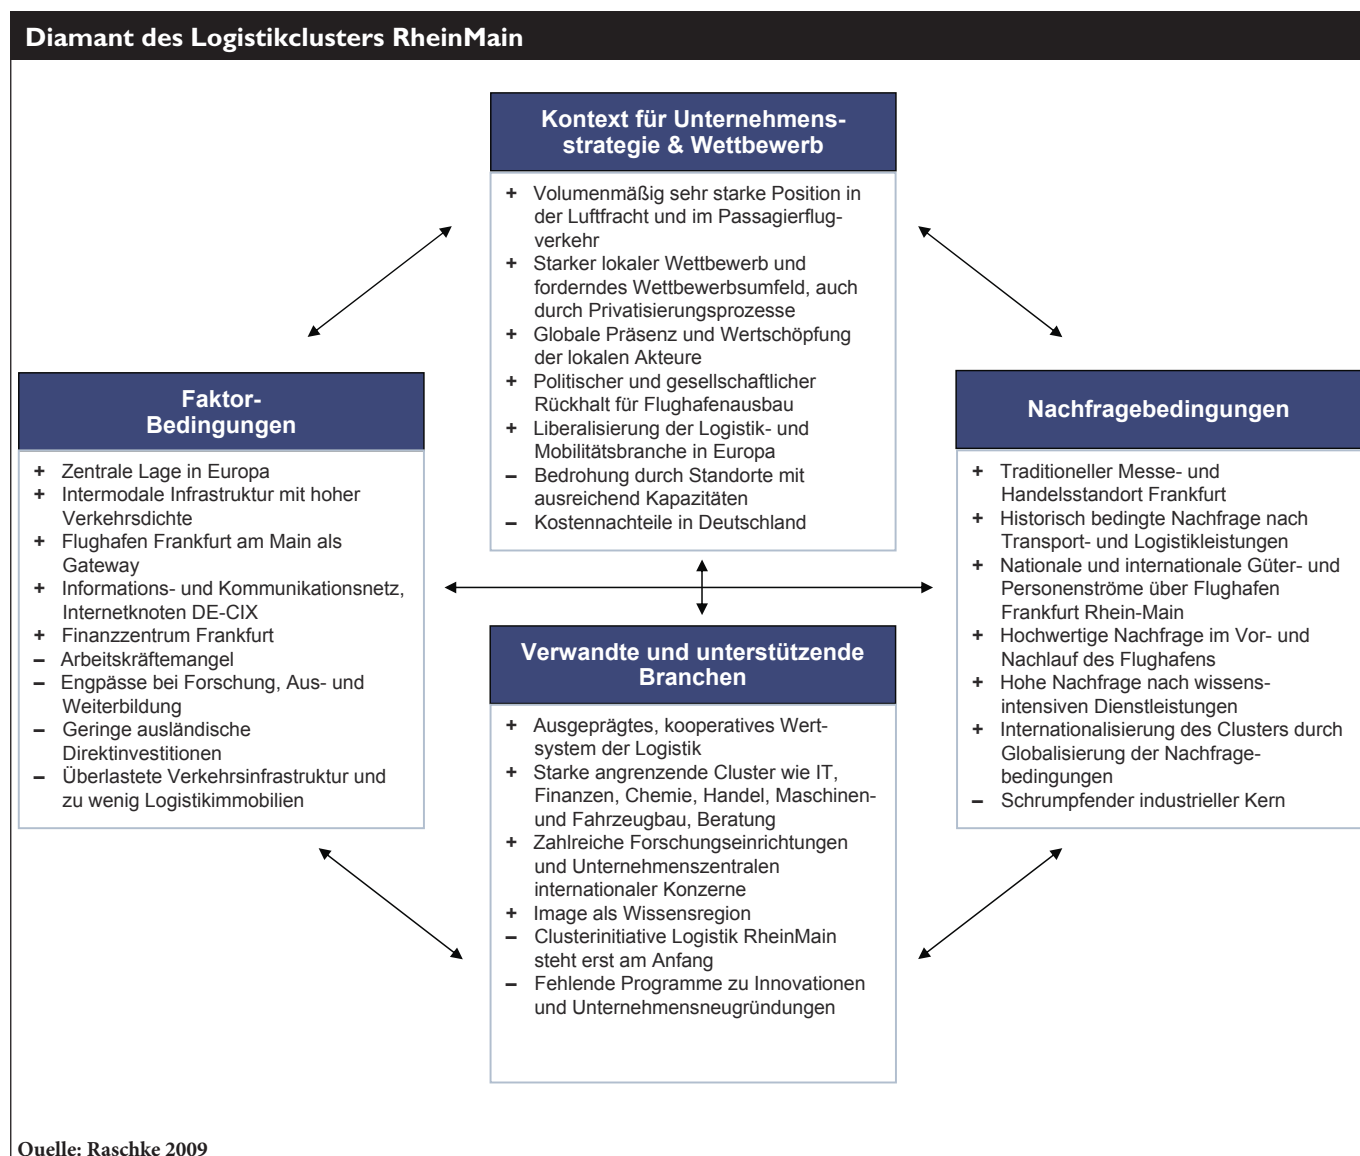 Diamant des Logistikclusters RheinMain
Kontext für Unternehmens-
strategie & Wettbewerb
+ Volumenmäßig sehr starke Position in
der Luftfracht und im Passagierflug-
verkehr
+ Starker lokaler Wettbewerb und
forderndes Wettbewerbsumfeld, auch
durch Privatisierungsprozesse
+ Globale Präsenz und Wertschöpfung
der lokalen Akteure
+ Politischer und gesellschaftlicher
Rückhalt für Flughafenausbau
+ Liberalisierung der Logistik- und
Mobilitätsbranche in Europa
– Bedrohung durch Standorte mit
ausreichend Kapazitäten
– Kostennachteile in Deutschland
Faktor-
Bedingungen
+ Zentrale Lage in Europa
+ Intermodale Infrastruktur mit hoher
Verkehrsdichte
+ Flughafen Frankfurt am Main als
Gateway
+ Informations- und Kommunikationsnetz,
Internetknoten DE-CIX
+ Finanzzentrum Frankfurt
– Arbeitskräftemangel
– Engpässe bei Forschung, Aus- und
Weiterbildung
– Geringe ausländische
Direktinvestitionen
– Überlastete Verkehrsinfrastruktur und
zu wenig Logistikimmobilien
Nachfragebedingungen
+ Traditioneller Messe- und
Handelsstandort Frankfurt
+ Historisch bedingte Nachfrage nach
Transport- und Logistikleistungen
+ Nationale und internationale Güter- und
Personenströme über Flughafen
Frankfurt Rhein-Main
+ Hochwertige Nachfrage im Vor- und
Nachlauf des Flughafens
+ Hohe Nachfrage nach wissens-
intensiven Dienstleistungen
+ Internationalisierung des Clusters durch
Globalisierung der Nachfrage-
bedingungen
– Schrumpfender industrieller Kern
Verwandte und unterstützende
Branchen
+ Ausgeprägtes, kooperatives Wert-
system der Logistik
+ Starke angrenzende Cluster wie IT,
Finanzen, Chemie, Handel, Maschinen-
und Fahrzeugbau, Beratung
+ Zahlreiche Forschungseinrichtungen
und Unternehmenszentralen
internationaler Konzerne
+ Image als Wissensregion
– Clusterinitiative Logistik RheinMain
steht erst am Anfang
– Fehlende Programme zu Innovationen
und Unternehmensneugründungen
Quelle: Raschke 2009